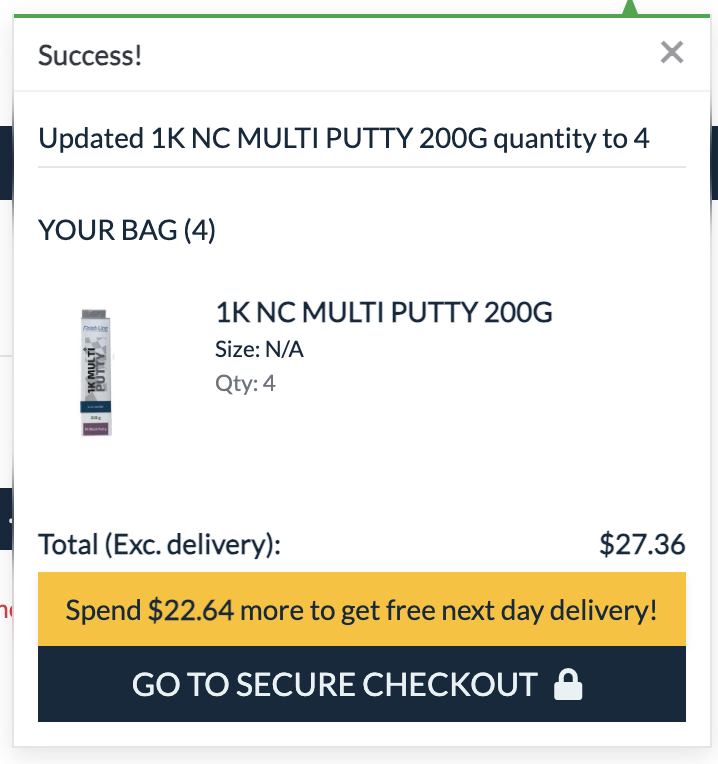 Success!
Updated 1K NC MULTI PUTTY 200G quantity to 4
YOUR BAG (4)
1K NC MULTI PUTTY 200G
Size: N/A
Qty: 4
Finish Line
1K MULTI
PUTTY
Total (Exc. delivery):
$27.36
Spend $22.64 more to get free next day delivery!
GO TO SECURE CHECKOUT